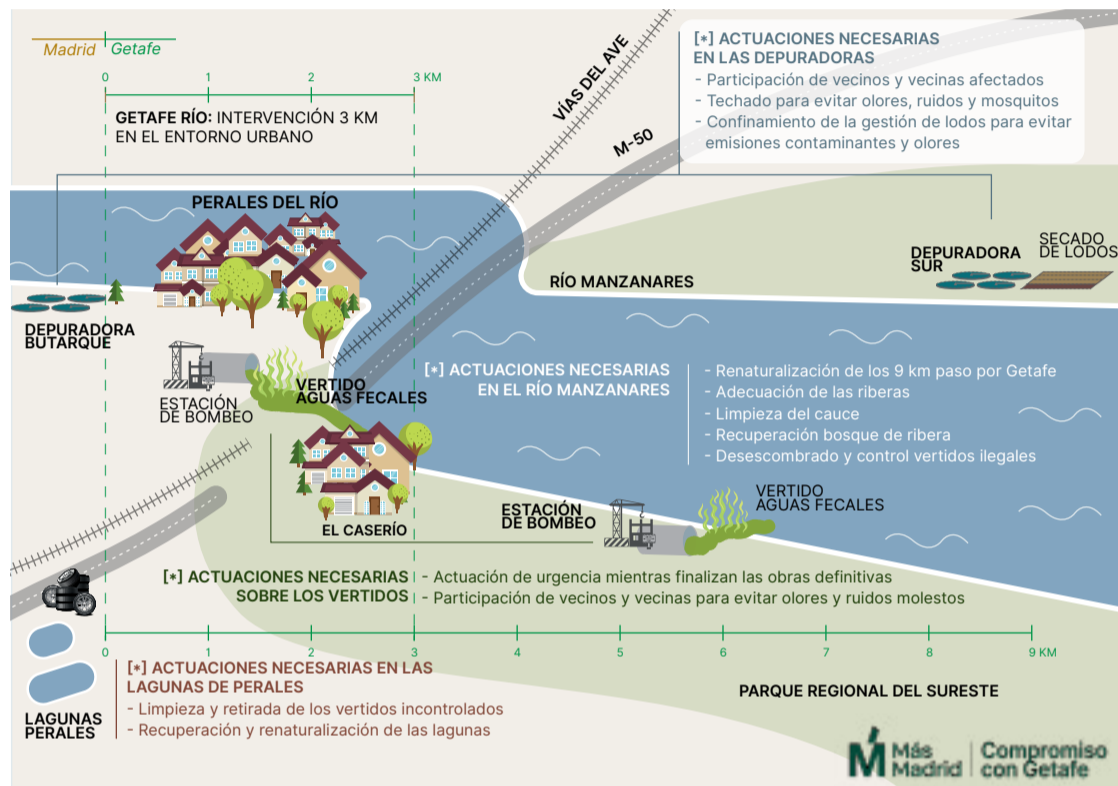 Madrid
Getafe
0 1 2 3 KM
GETAFE RÍO: INTERVENCIÓN 3 KM
EN EL ENTORNO URBANO
VÍAS DEL AVE
M-50
[*] ACTUACIONES NECESARIAS
EN LAS DEPURADORAS
- Participación de vecinos y vecinas afectados
- Techado para evitar olores, ruidos y mosquitos
- Confinamiento de la gestión de lodos para evitar
emisiones contaminantes y olores
PERALES DEL RÍO
DEPURADORA
SUR
SECADO
DE LODOS
RÍO MANZANARES
DEPURADORA
BUTARQUE
[*] ACTUACIONES NECESARIAS
EN EL RÍO MANZANARES
- Renaturalización de los 9 km paso por Getafe
- Adecuación de las riberas
- Limpieza del cauce
- Recuperación bosque de ribera
- Desescombrado y control vertidos ilegales
VERTIDO
AGUAS FECALES
ESTACIÓN
DE BOMBEO
EL CASERÍO
ESTACIÓN
DE BOMBEO
VERTIDO
AGUAS FECALES
[*] ACTUACIONES NECESARIAS
SOBRE LOS VERTIDOS
- Actuación de urgencia mientras finalizan las obras definitivas
- Participación de vecinos y vecinas para evitar olores y ruidos molestos
0 1 2 3 4 5 6 7 8 9 KM
[*] ACTUACIONES NECESARIAS EN LAS
LAGUNAS DE PERALES
- Limpieza y retirada de los vertidos incontrolados
- Recuperación y renaturalización de las lagunas
LAGUNAS
PERALES
PARQUE REGIONAL DEL SURESTE
Más
Madrid
Compromiso
con Getafe